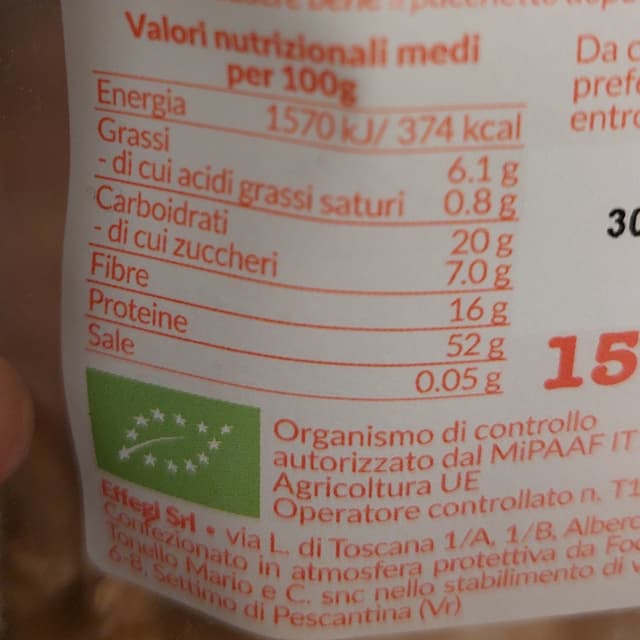 Valori nutrizionali medi
per 100g
Energia 1570 kJ/ 374 kcal
Grassi 6.1 g
- di cui acidi grassi saturi 0.8 g
Carboidrati 20 g
- di cui zuccheri 7.0 g
Fibre 16 g
Proteine 52 g
Sale 0.05 g
Da
30
15
Organismo di controllo
autorizzato dal MiPAAF IT
Agricoltura UE
Operatore controllato n. T1
Effegi Srl • via L. di Toscana 1/A, 1/B,
Confezionato in atmosfera protettiva da
Mario e C. snc nello stabilimento di
6-8, Settimo di Pescantina (Vr)